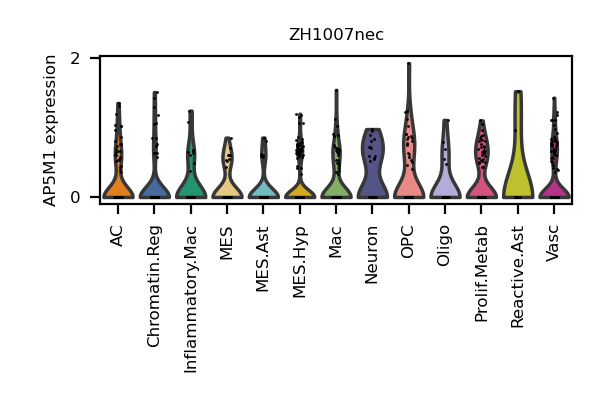 ZH1007nec
AP5M1 expression
2
0
AC
Chromatin.Reg
Inflammatory.Mac
MES
MES.Ast
MES.Hyp
Mac
Neuron
OPC
Oligo
Prolif.Metab
Reactive.Ast
Vasc